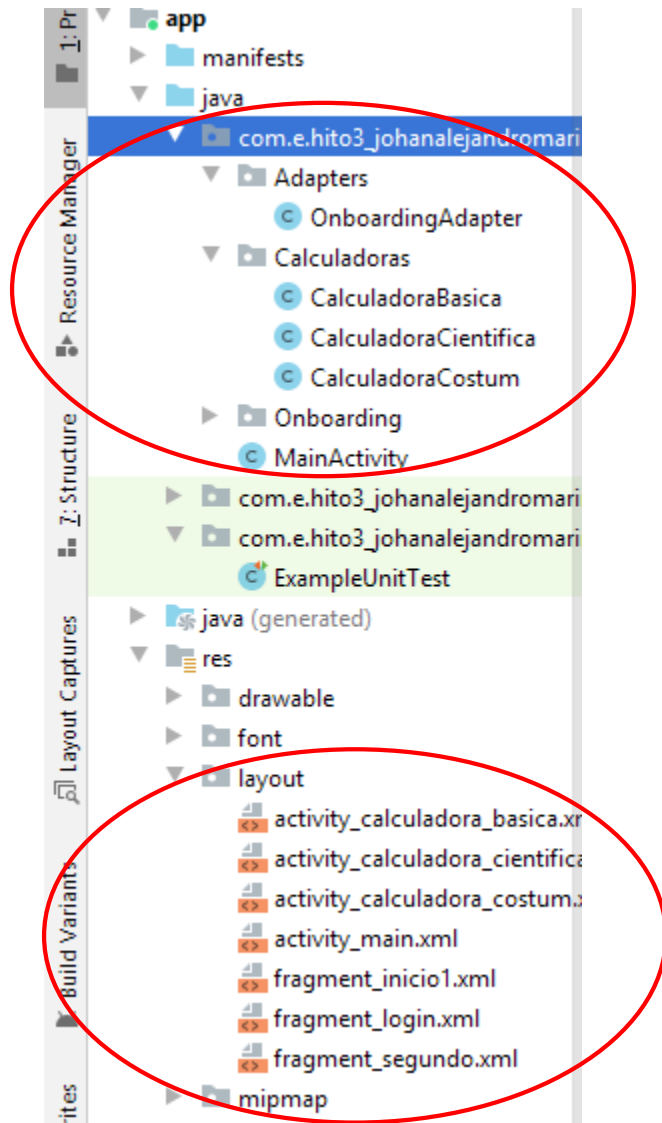 1: Pr
Resource Manager
7: Structure
Layout Captures
Build Variants
rites
app
manifests
java
com.e.hito3_johanalejandromari
Adapters
OnboardingAdapter
Calculadoras
CalculadoraBasica
CalculadoraCientifica
CalculadoraCostum
Onboarding
MainActivity
com.e.hito3_johanalejandromari
com.e.hito3_johanalejandromari
ExampleUnitTest
java (generated)
res
drawable
font
layout
activity_calculadora_basica.xm
activity_calculadora_cientifica
activity_calculadora_costum.x
activity_main.xml
fragment_inicio1.xml
fragment_login.xml
fragment_segundo.xml
mipmap